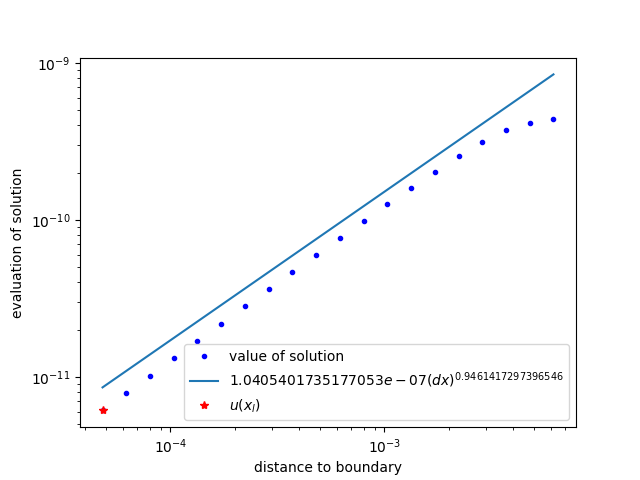 10⁻⁹
10⁻¹⁰
10⁻¹¹
evaluation of solution
value of solution
1.0405401735177053e − 07(dx)^0.9461417297396546
u(x_l)
10⁻⁴
10⁻³
distance to boundary